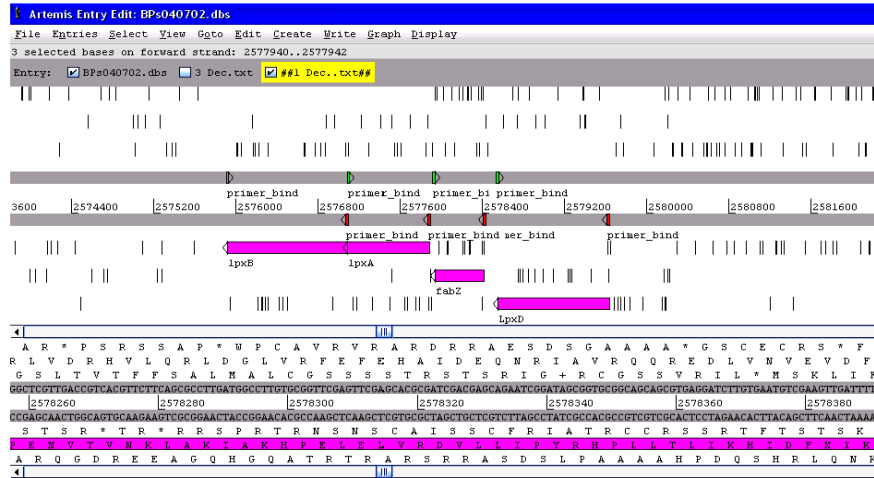 Artemis Entry Edit: BPs040702.dbs
File Entries Select View Goto Edit Create Write Graph Display
3 selected bases on forward strand: 2577940..2577942
Entry: BPs040702.dbs 3 Dec.txt ##1 Dec..txt##
primer_bind primer_bind primer_bi primer_bind
3600 2574400 2575200 2576000 2576800 2577600 2578400 2579200 2580000 2580800 2581600
primer_bind primer_bind mer_bind primer_bind
lpxB lpxA
fabZ
LpxD
A R * P S R S S A P * W P C A V R V R A R D R R A E S D G A A A A * G S C E C R S * F
R L V D R H V L Q R L D G L V R F E F E H A I D E Q N R I A V R Q Q R E D L V N V E V D F
G S L T V T F F S A L M A L C G S S S S T R S T S R I G + R C G S S V R I L * M S K L I
GGCTCGTTGACCGTCACGTTCTTCAGCGCCTTGATGGCCTTGTGCGGTTCGAGTTCGAGCACGCGATCGACGAGCAGAATCGGATAGCGGTGCGGCAGCAGCGTGAGGATCTTGTGAATGTCGAAGTTGATTTT
2578260 2578280 2578300 2578320 2578340 2578360 2578380
CCGAGCAACTGGCAGTGCAAGAAGTCGCGGAACTACCGGAACACGCCAAGCTCAAGCTCGTGCGCTAGCTGCTCGTCTTAGCCTATCGCCACGCCGTCGTCGCACTCCTAGAACACTTACAGCTTCAACTAAAA
S T S R * T R * R R S P R T R N S N S C A I S S C F R I A T R C C R S S R T F T S T S K
P E N V T V N K L A K I A K H P E L E L V R D V L L I P Y R H P L L T L I K H I D F N I K
A R Q G D R E E A G Q H G Q A T R T R A R S R R A S D S L P A A A A H P D Q S H R L Q N